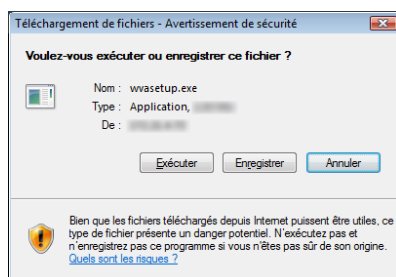 Téléchargement de fichiers - Avertissement de sécurité
Voulez-vous exécuter ou enregistrer ce fichier ?
Nom : wvasetup.exe
Type : Application,
De :
Exécuter Enregistrer Annuler
Bien que les fichiers téléchargés depuis Internet puissent être utiles, ce
type de fichier présente un danger potentiel. N'exécutez pas et
n'enregistrez pas ce programme si vous n'êtes pas sûr de son origine.
Quels sont les risques ?